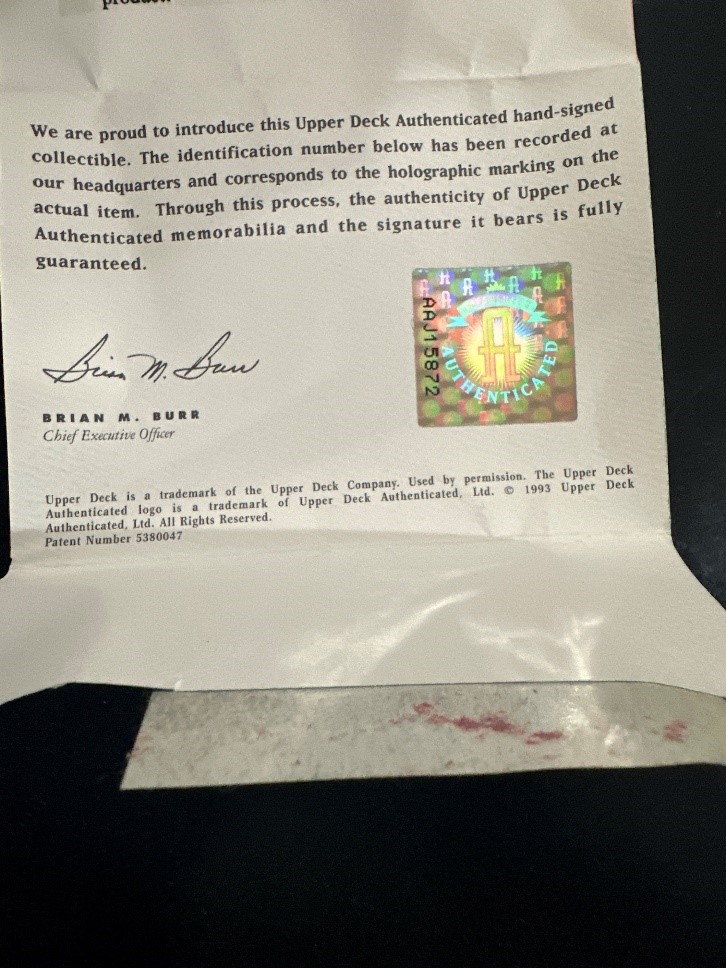 We are proud to introduce this Upper Deck Authenticated hand-signed
collectible. The identification number below has been recorded at
our headquarters and corresponds to the holographic marking on the
actual item. Through this process, the authenticity of Upper Deck
Authenticated memorabilia and the signature it bears is fully
guaranteed.
AAJ15872
AUTHENTICATED
Brian M. Burr
BRIAN M. BURR
Chief Executive Officer
Upper Deck is a trademark of the Upper Deck Company. Used by permission. The Upper Deck
Authenticated logo is a trademark of Upper Deck Authenticated, Ltd. © 1993 Upper Deck
Authenticated, Ltd. All Rights Reserved.
Patent Number 5380047